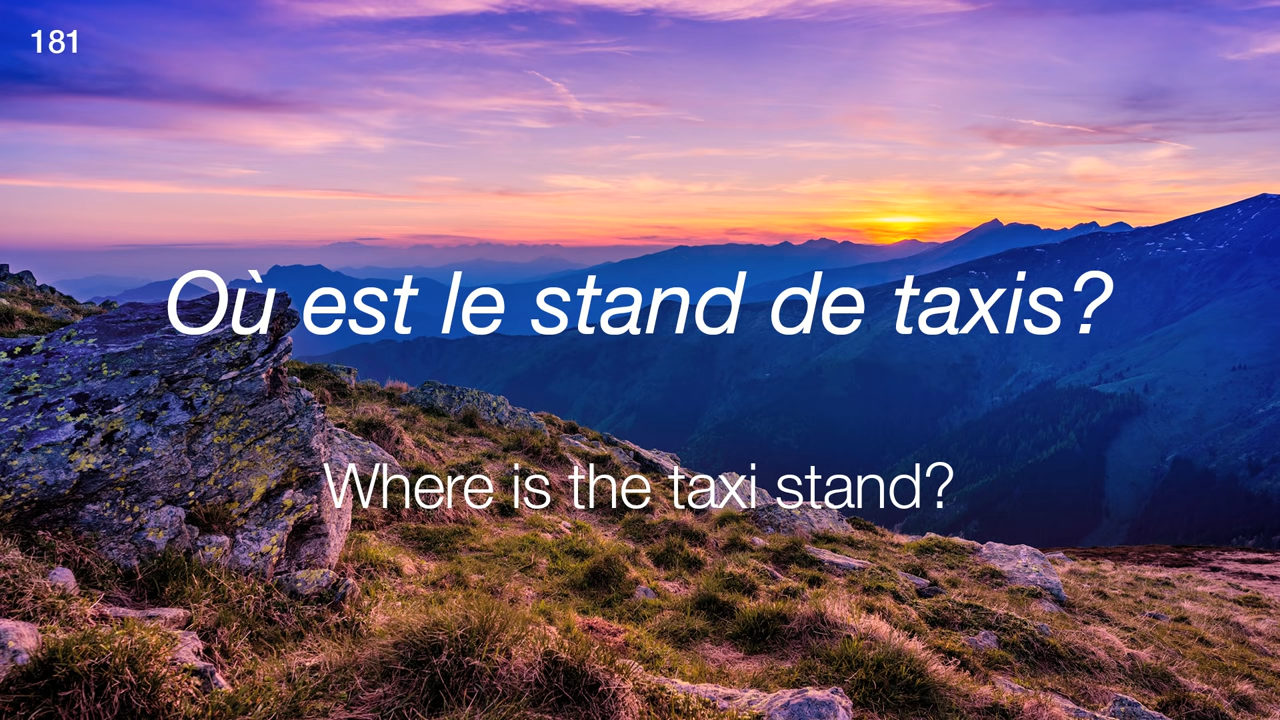 181
Où est le stand de taxis?
Where is the taxi stand?